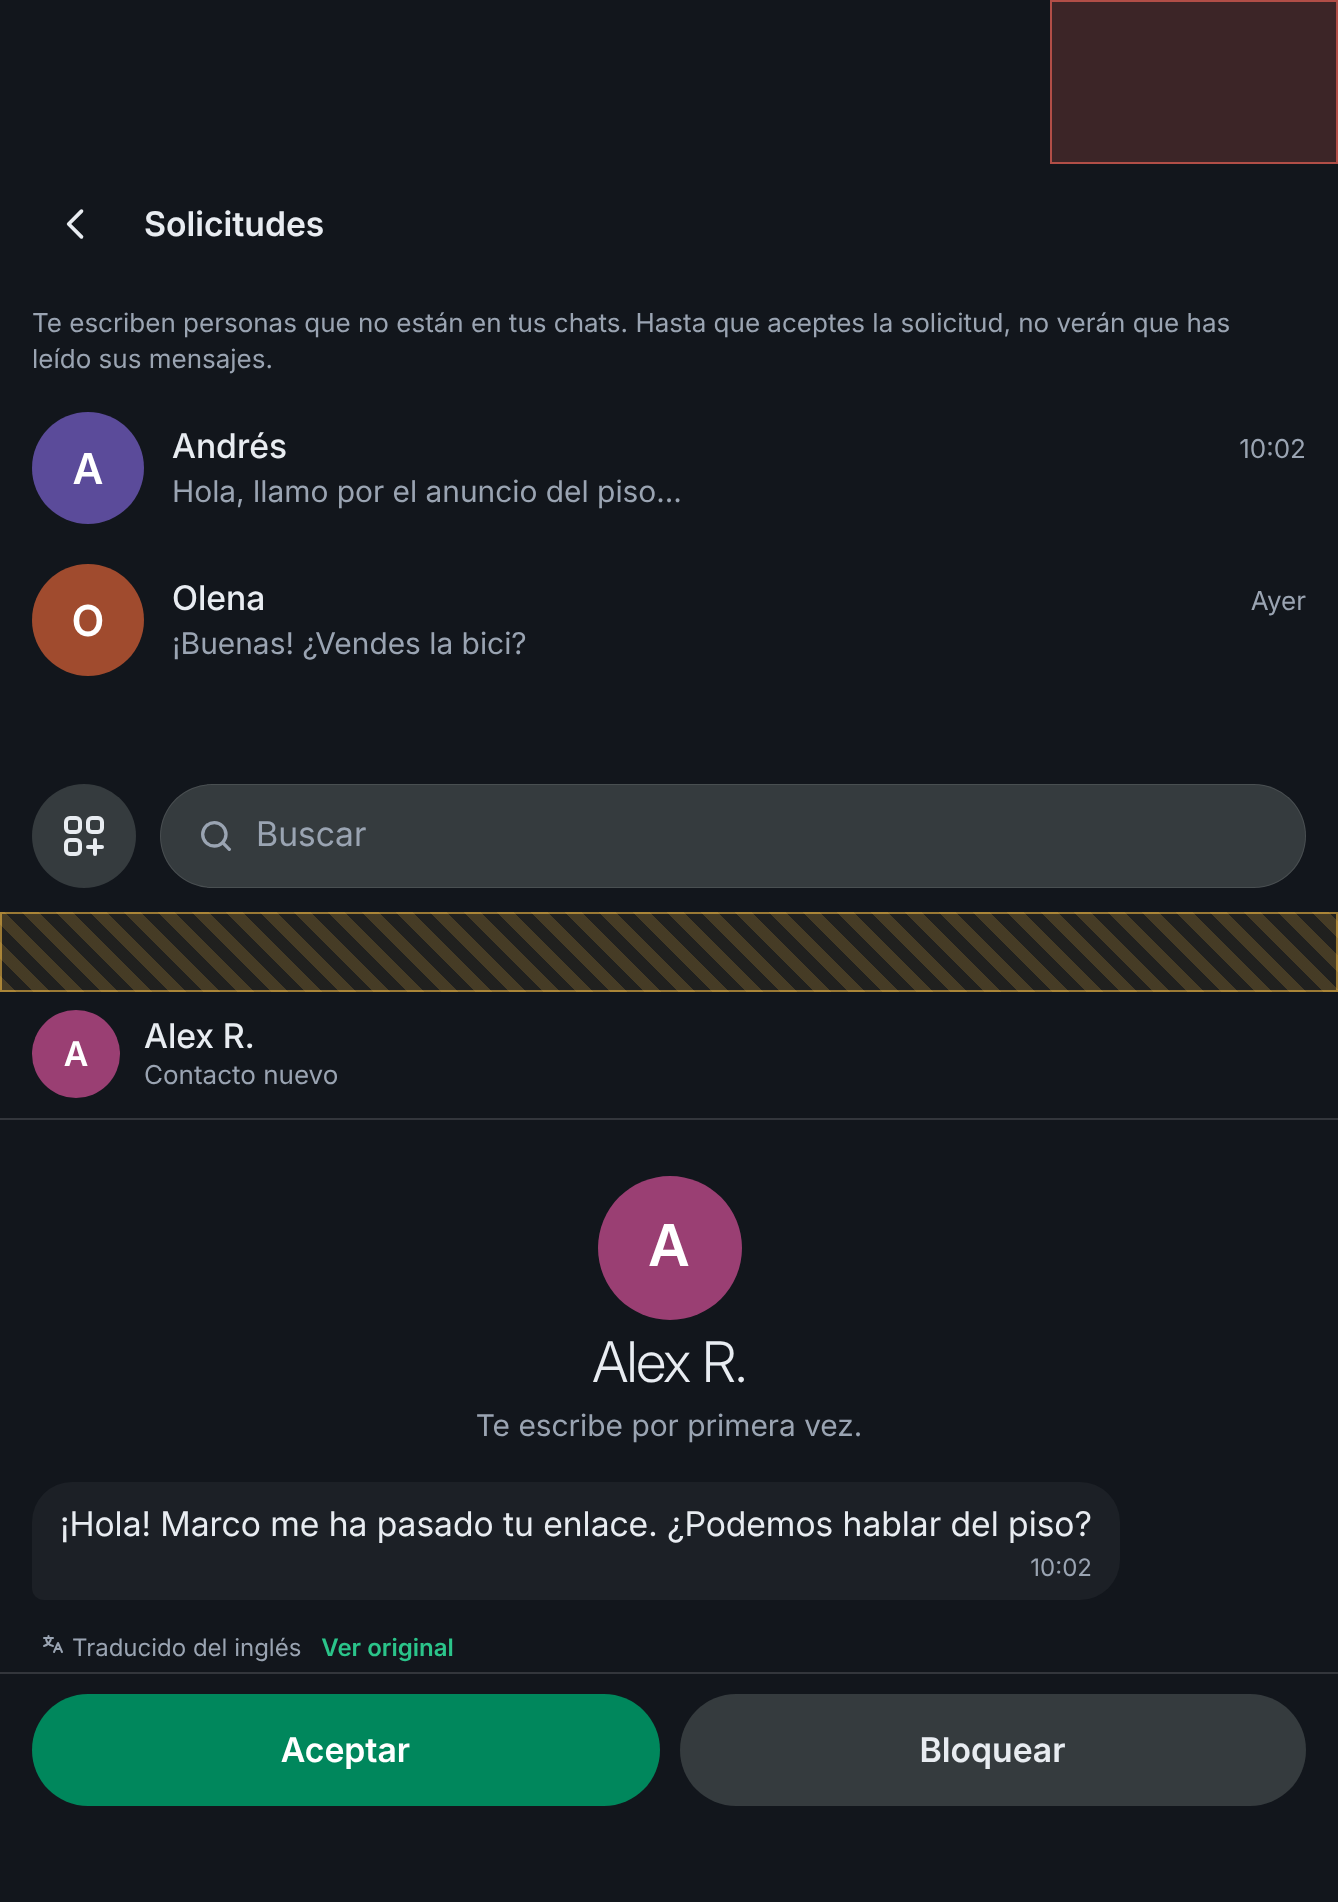 Solicitudes
Te escriben personas que no están en tus chats. Hasta que aceptes la solicitud, no verán que has
leído sus mensajes.
A
Andrés
10:02
Hola, llamo por el anuncio del piso...
O
Olena
Ayer
¡Buenas! ¿Vendes la bici?
Buscar
A
Alex R.
Contacto nuevo
A
Alex R.
Te escribe por primera vez.
¡Hola! Marco me ha pasado tu enlace. ¿Podemos hablar del piso?
10:02
Traducido del inglés Ver original
Aceptar
Bloquear